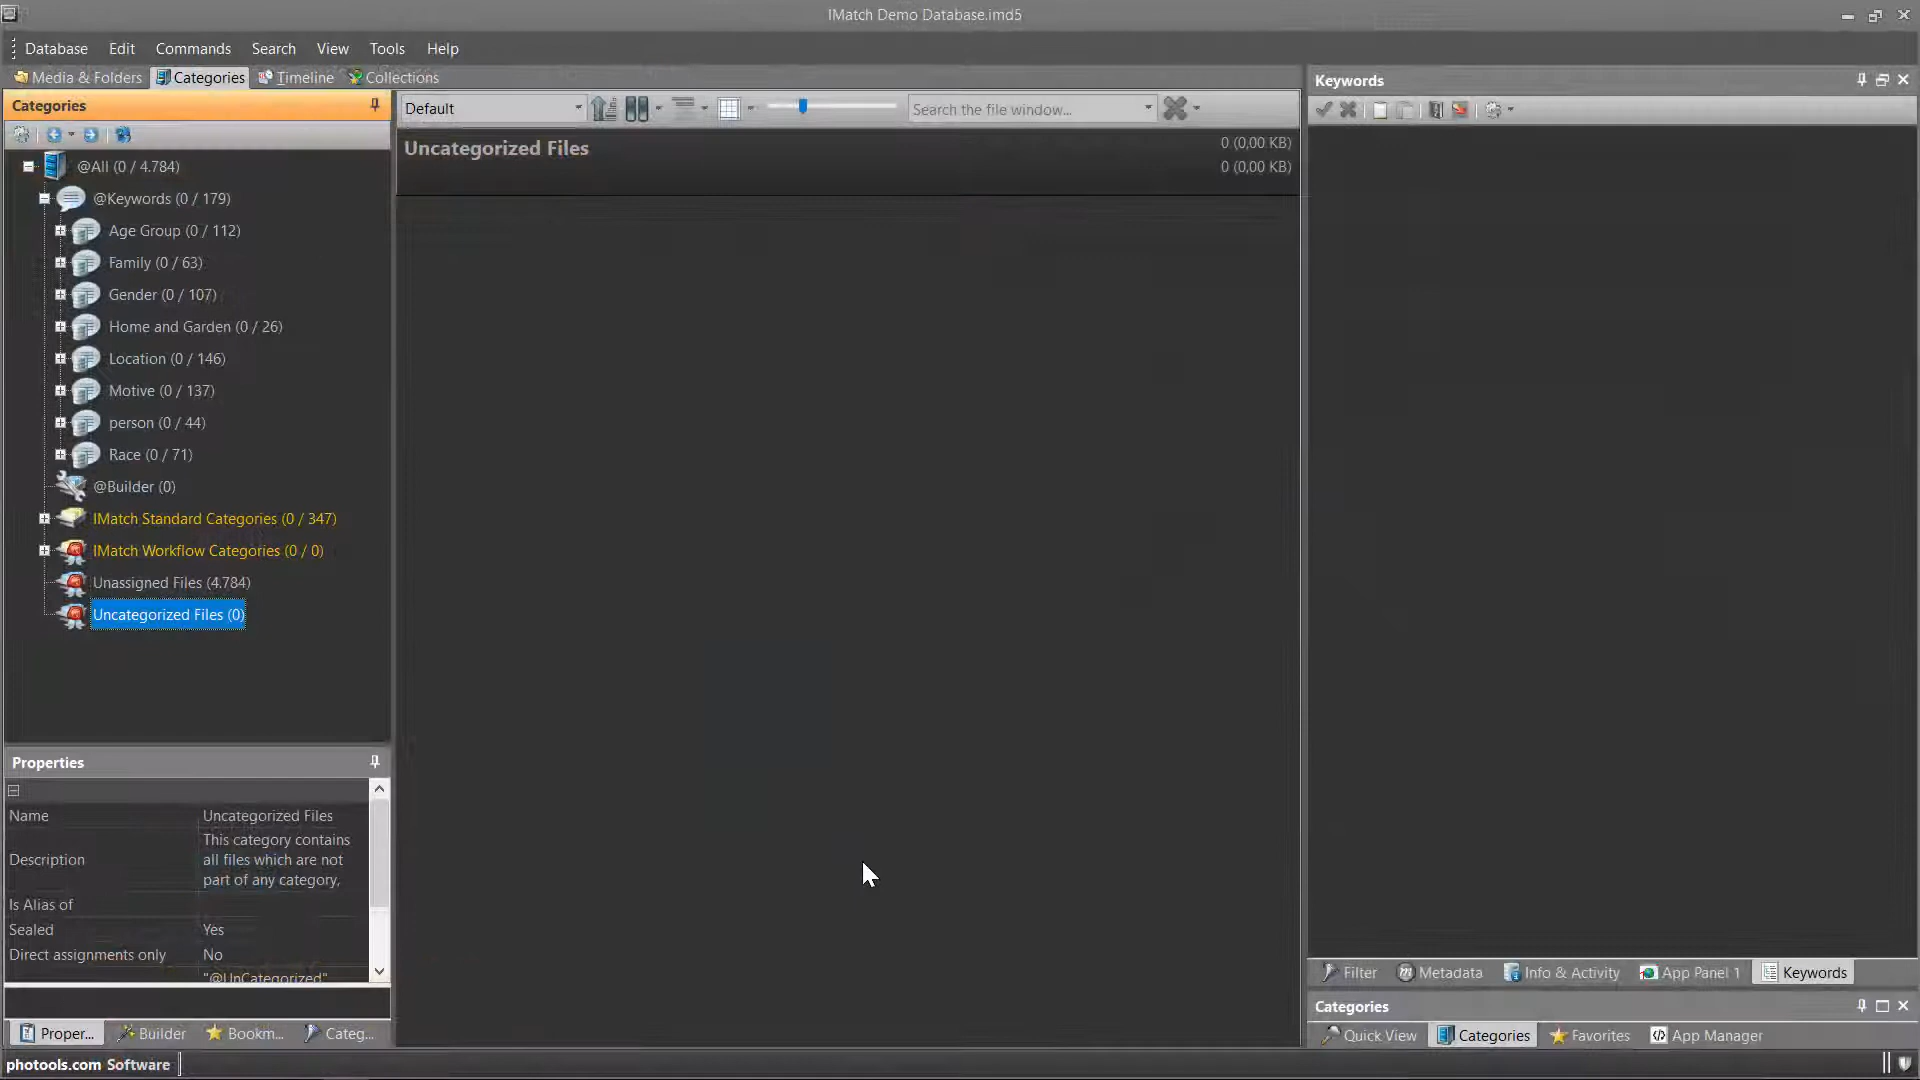 IMatch Demo Database.imd5
Database Edit Commands Search View Tools Help
Media & Folders Categories Timeline Collections
Categories
@All (0 / 4.784)
@Keywords (0 / 179)
Age Group (0 / 112)
Family (0 / 63)
Gender (0 / 107)
Home and Garden (0 / 26)
Location (0 / 146)
Motive (0 / 137)
person (0 / 44)
Race (0 / 71)
@Builder (0)
IMatch Standard Categories (0 / 347)
IMatch Workflow Categories (0 / 0)
Unassigned Files (4.784)
Uncategorized Files (0)
Properties
Name Uncategorized Files
Description This category contains
all files which are not
part of any category,
Is Alias of
Sealed Yes
Direct assignments only No
"@UnCategorized"
Proper... Builder Bookm... Categ...
photools.com Software
Default Search the file window...
Uncategorized Files
0 (0,00 KB)
0 (0,00 KB)
Keywords
Filter Metadata Info & Activity App Panel 1 Keywords
Categories
Quick View Categories Favorites App Manager